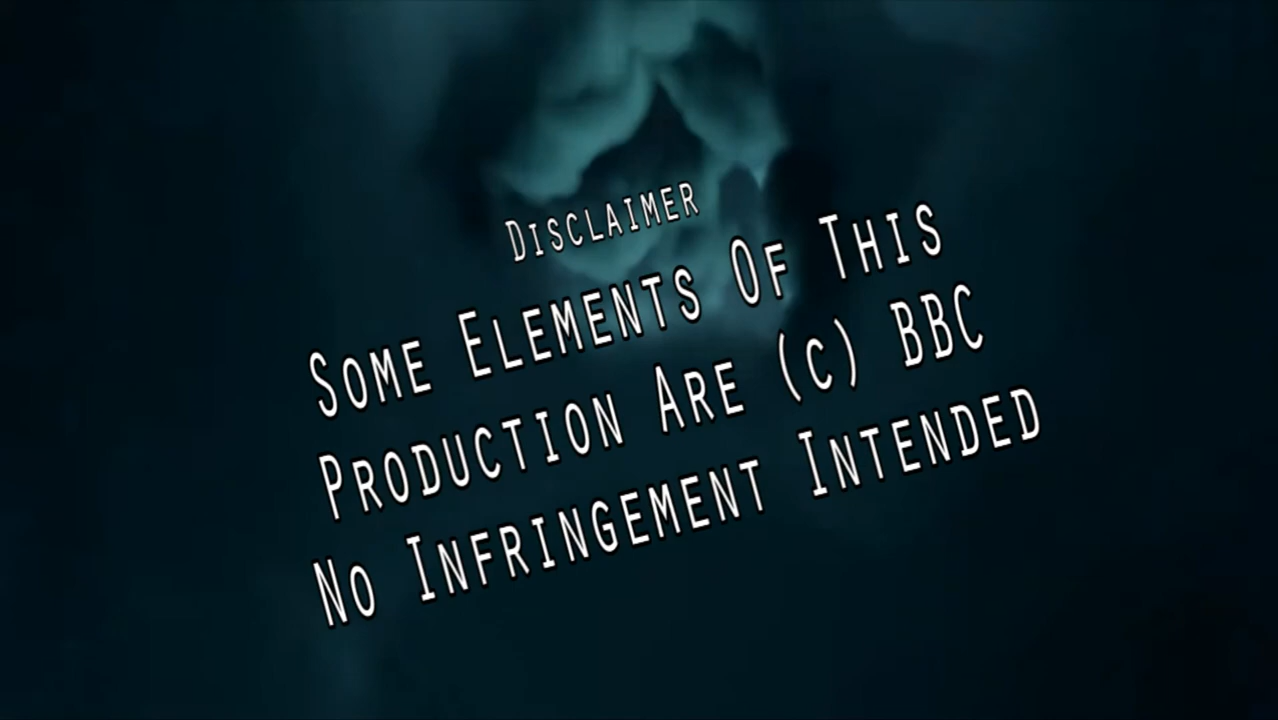 Disclaimer
Some Elements Of This
Production Are (c) BBC
No Infringement Intended